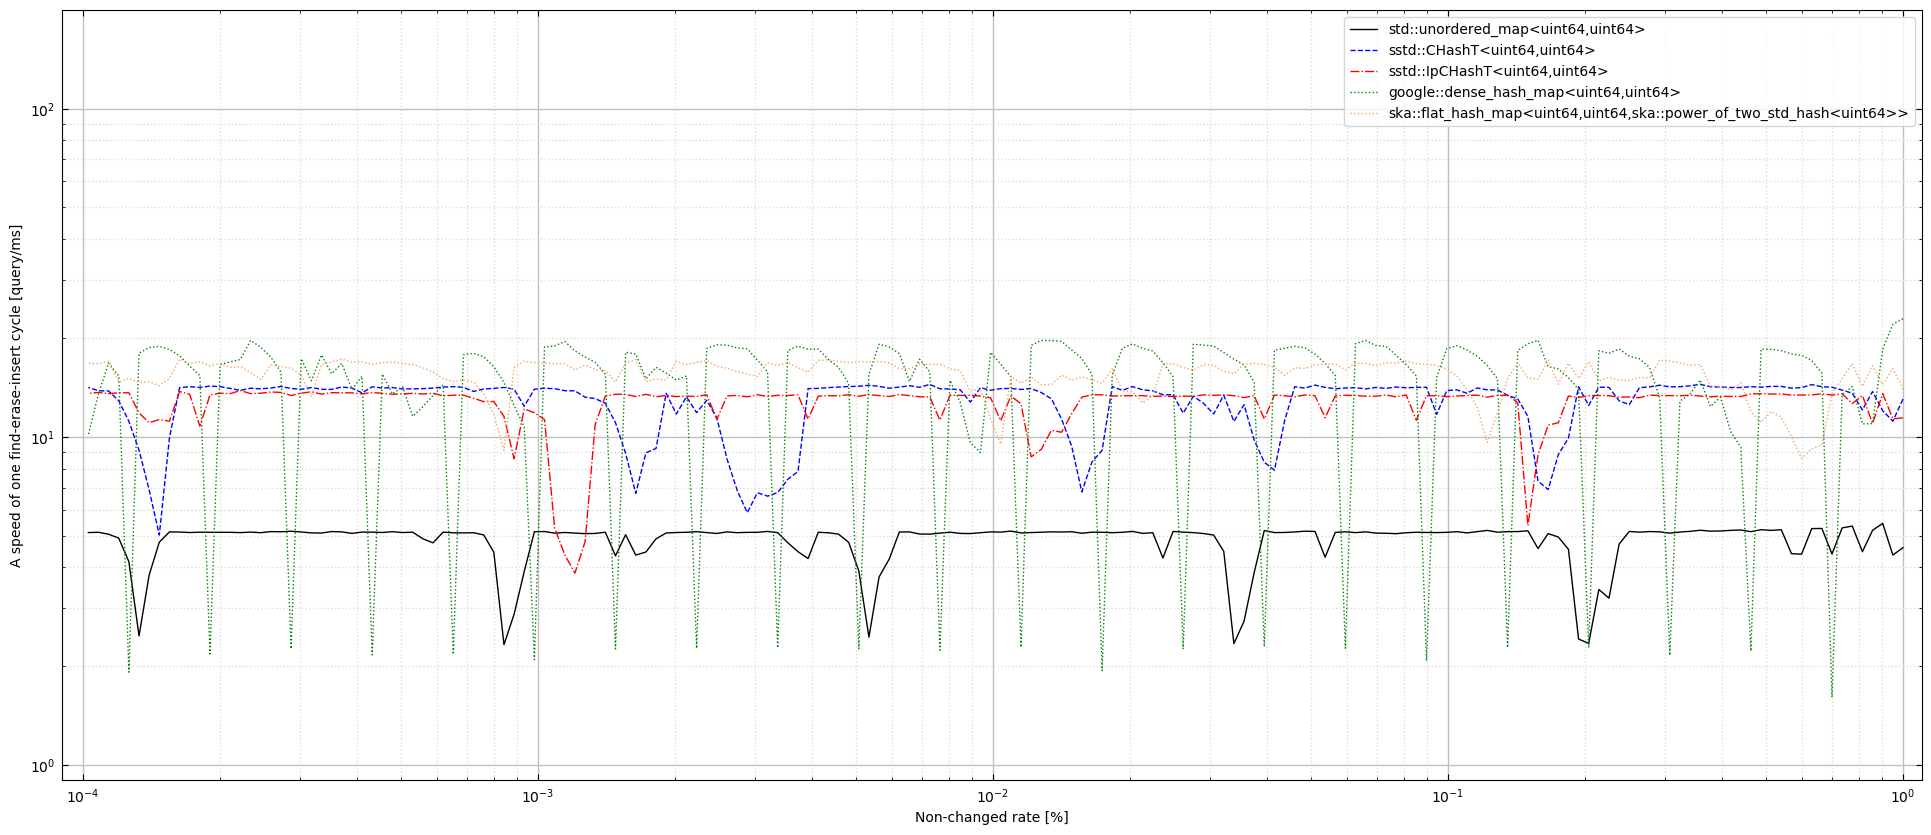 std::unordered_map<uint64,uint64>
sstd::CHashT<uint64,uint64>
sstd::IpCHashT<uint64,uint64>
google::dense_hash_map<uint64,uint64>
ska::flat_hash_map<uint64,uint64,ska::power_of_two_std_hash<uint64>>
A speed of one find-erase-insert cycle [query/ms]
10²
10¹
10⁰
10⁻⁴ 10⁻³ 10⁻² 10⁻¹ 10⁰
Non-changed rate [%]